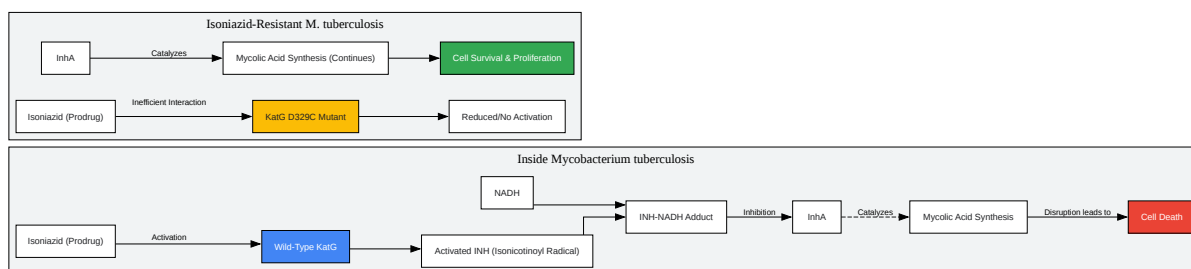 Isoniazid-Resistant M. tuberculosis
InhA
Catalyzes
Mycolic Acid Synthesis (Continues)
Cell Survival & Proliferation
Isoniazid (Prodrug)
Inefficient Interaction
KatG D329C Mutant
Reduced/No Activation
Inside Mycobacterium tuberculosis
NADH
INH-NADH Adduct
Inhibition
InhA
Catalyzes
Mycolic Acid Synthesis
Disruption leads to
Cell Death
Isoniazid (Prodrug)
Activation
Wild-Type KatG
Activated INH (Isonicotinoyl Radical)